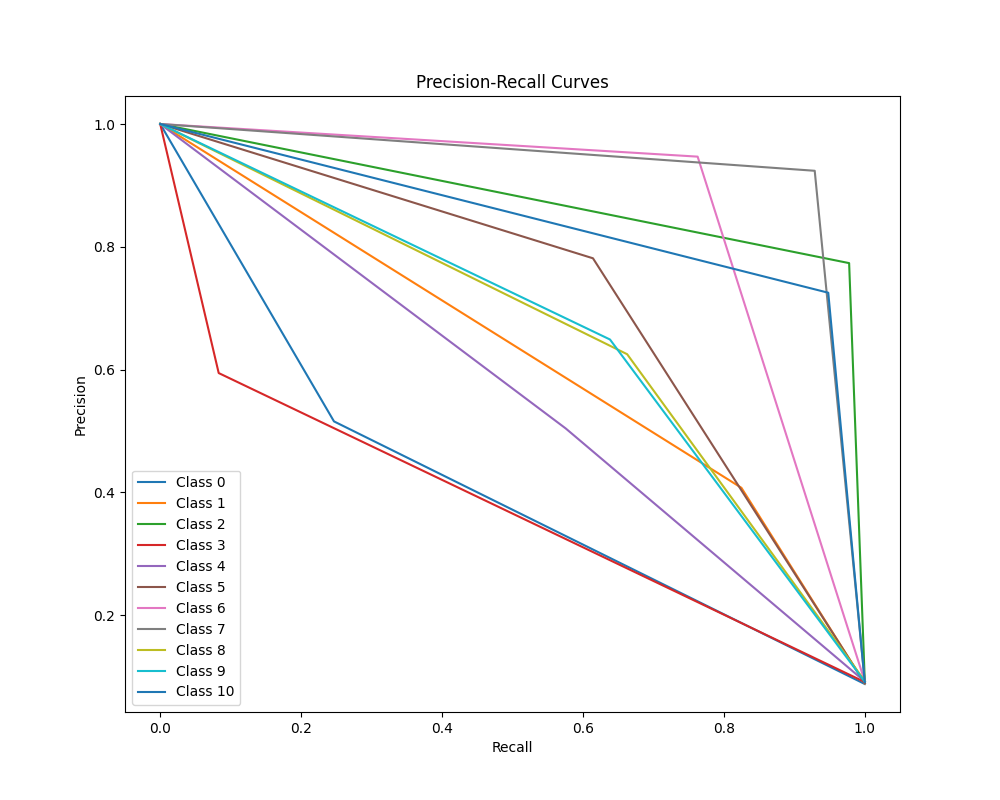 Precision-Recall Curves
1.0
0.8
0.6
0.4
0.2
Precision
Class 0
Class 1
Class 2
Class 3
Class 4
Class 5
Class 6
Class 7
Class 8
Class 9
Class 10
0.0 0.2 0.4 0.6 0.8 1.0
Recall